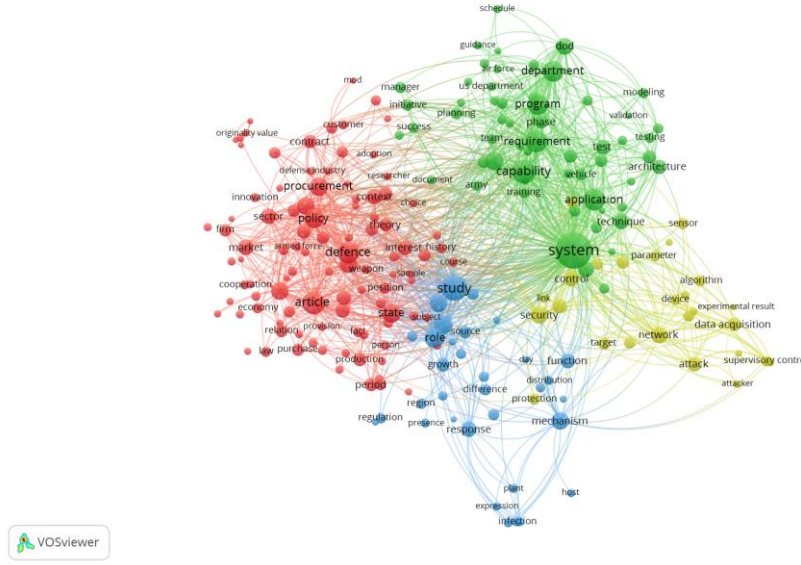 schedule
guidance
dod
air force
department
mod
manager
us department
modeling
initiative
program
planning
validation
originality value
customer
success
phase
contract
team
requirement
test
testing
adoption
architecture
defense industry
researcher
document
capability
vehicle
procurement
army
training
innovation
context
choice
application
sector
policy
theory
technique
sensor
firm
market
armed force
defence
interest
history
system
parameter
weapon
sample
course
control
cooperation
position
study
algorithm
link
device
economy
article
experimental result
provision
state
subject
security
data acquisition
relation
fact
role
source
network
law
purchase
person
target
production
growth
day
function
attack
supervisory contro
period
difference
distribution
attacker
region
protection
regulation
presence
response
mechanism
plant
host
expression
infection
VOSviewer